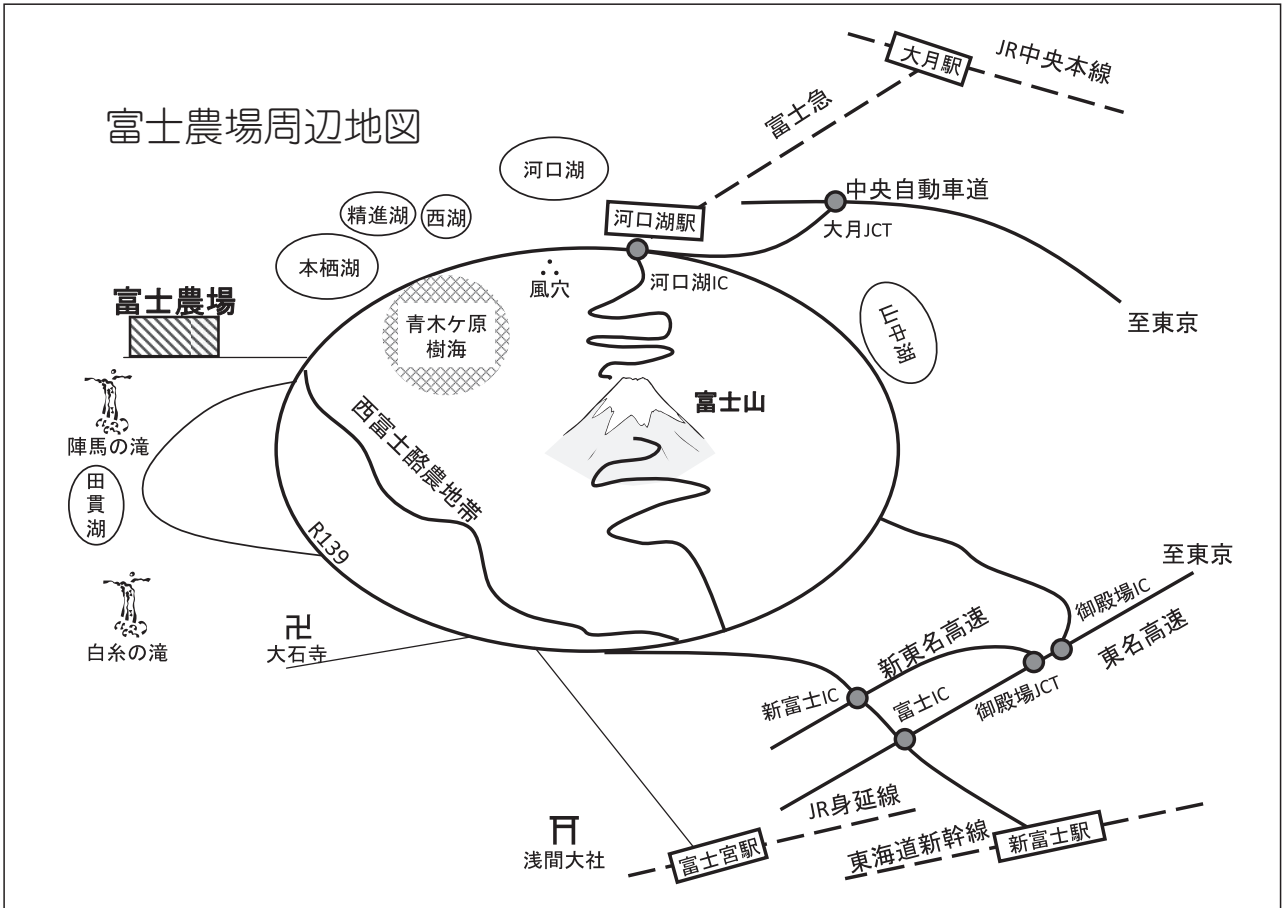 富士農場周辺地図
大月駅
JR中央本線
富士急
河口湖
中央自動車道
精進湖
西湖
河口湖駅
大月JCT
本栖湖
河口湖IC
風穴
富士農場
青木ケ原
樹海
山中湖
至東京
富士山
西富士酪農地帯
陣馬の滝
田貫湖
R139
至東京
御殿場IC
白糸の滝
卍
大石寺
新東名高速
東名高速
新富士IC
富士IC
御殿場JCT
JR身延線
浅間大社
富士宮駅
東海道新幹線
新富士駅